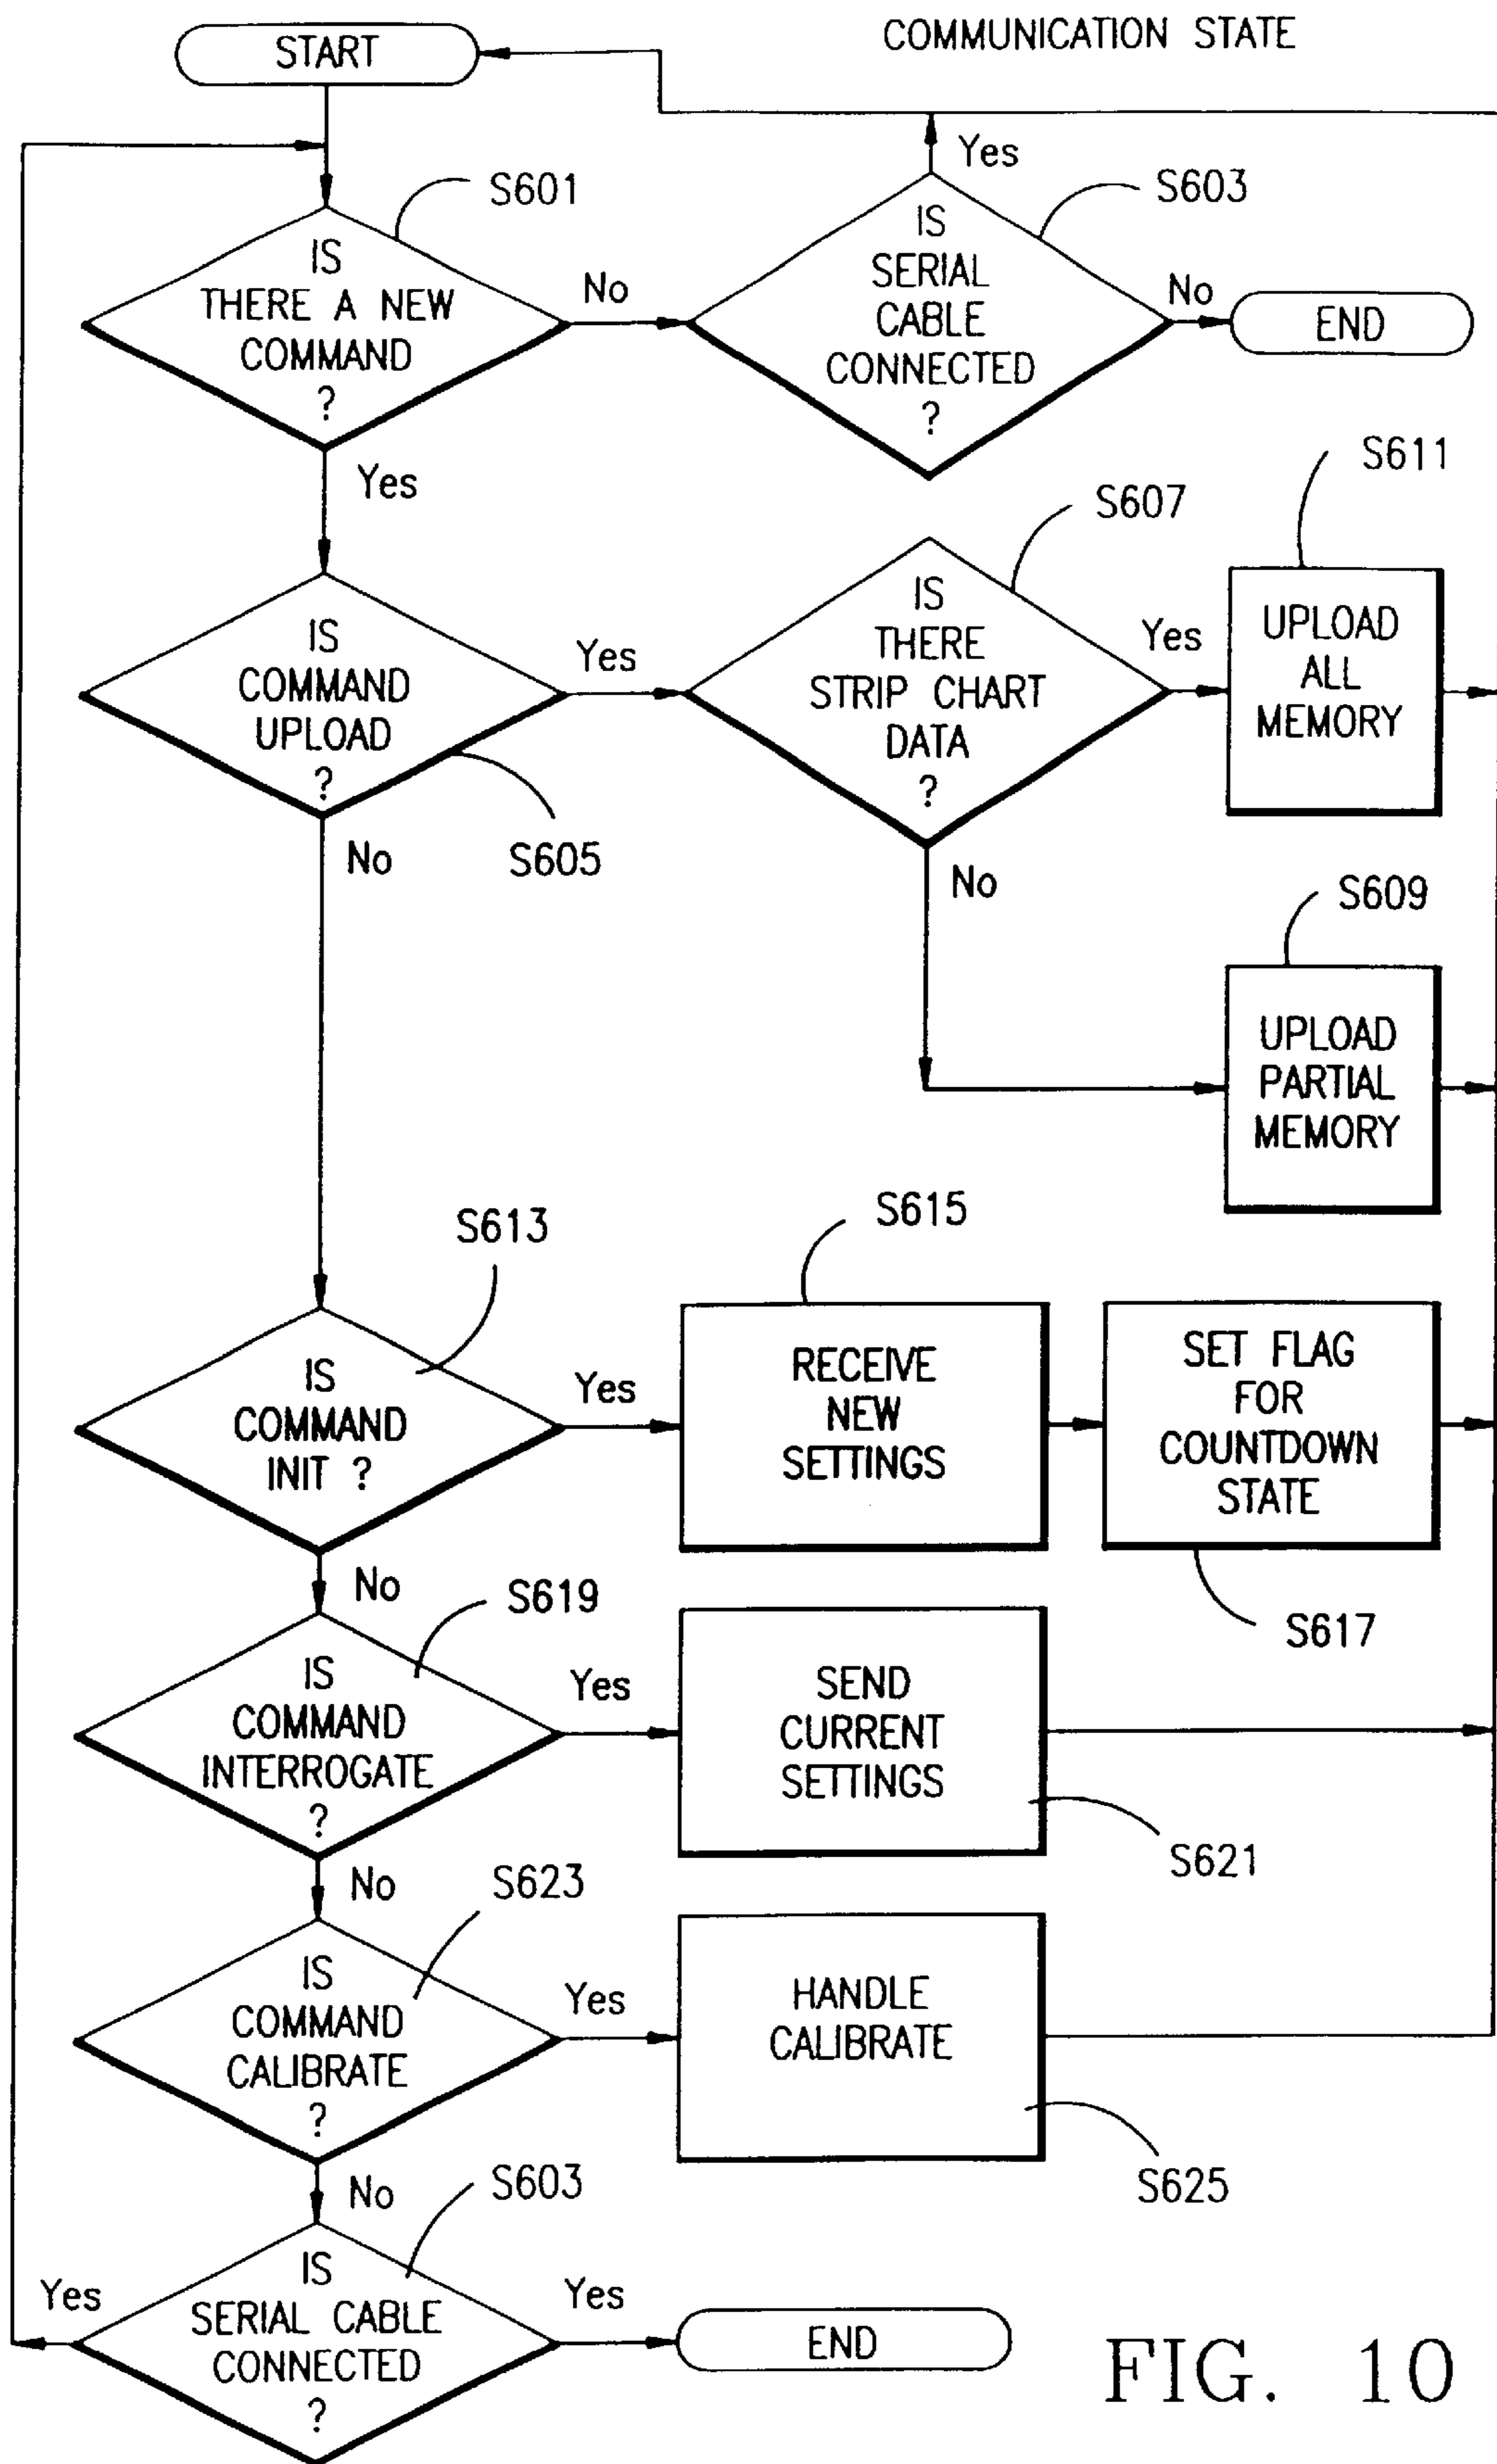 COMMUNICATION STATE
START
S601
IS
THERE A NEW
COMMAND
?
No
Yes
Yes
S603
IS
SERIAL
CABLE
CONNECTED
?
No
END
IS
COMMAND
UPLOAD
?
S605
Yes
No
S607
IS
THERE
STRIP CHART
DATA
?
Yes
No
S611
UPLOAD
ALL
MEMORY
S609
UPLOAD
PARTIAL
MEMORY
S613
IS
COMMAND
INIT ?
Yes
No
S615
RECEIVE
NEW
SETTINGS
SET FLAG
FOR
COUNTDOWN
STATE
S617
S619
IS
COMMAND
INTERROGATE
?
Yes
No
SEND
CURRENT
SETTINGS
S621
S623
IS
COMMAND
CALIBRATE
?
Yes
No
HANDLE
CALIBRATE
S625
S603
IS
SERIAL CABLE
CONNECTED
?
Yes
Yes
END
FIG. 10